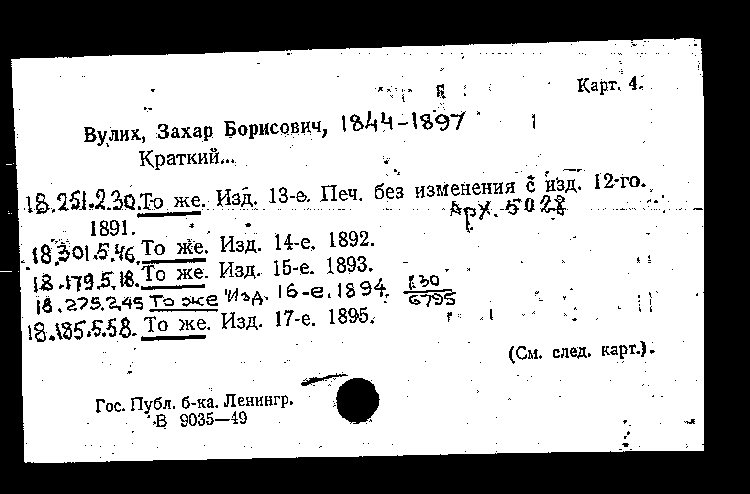 Карт. 4.
Вулих, Захар Борисович, 1844-1897
Краткий...
18.251.2.30. То же. Изд. 13-е. Печ. без изменения с изд. 12-го.
1891. Арх. 5028
18.301.5.46. То же. Изд. 14-е. 1892.
18.179.5.18. То же. Изд. 15-е. 1893.
18.275.2.45 То же Изд. 16-е. 1894. 6795
18.185.5.58. То же. Изд. 17-е. 1895.
(См. след. карт.).
Гос. Публ. б-ка. Ленингр.
В 9035—49